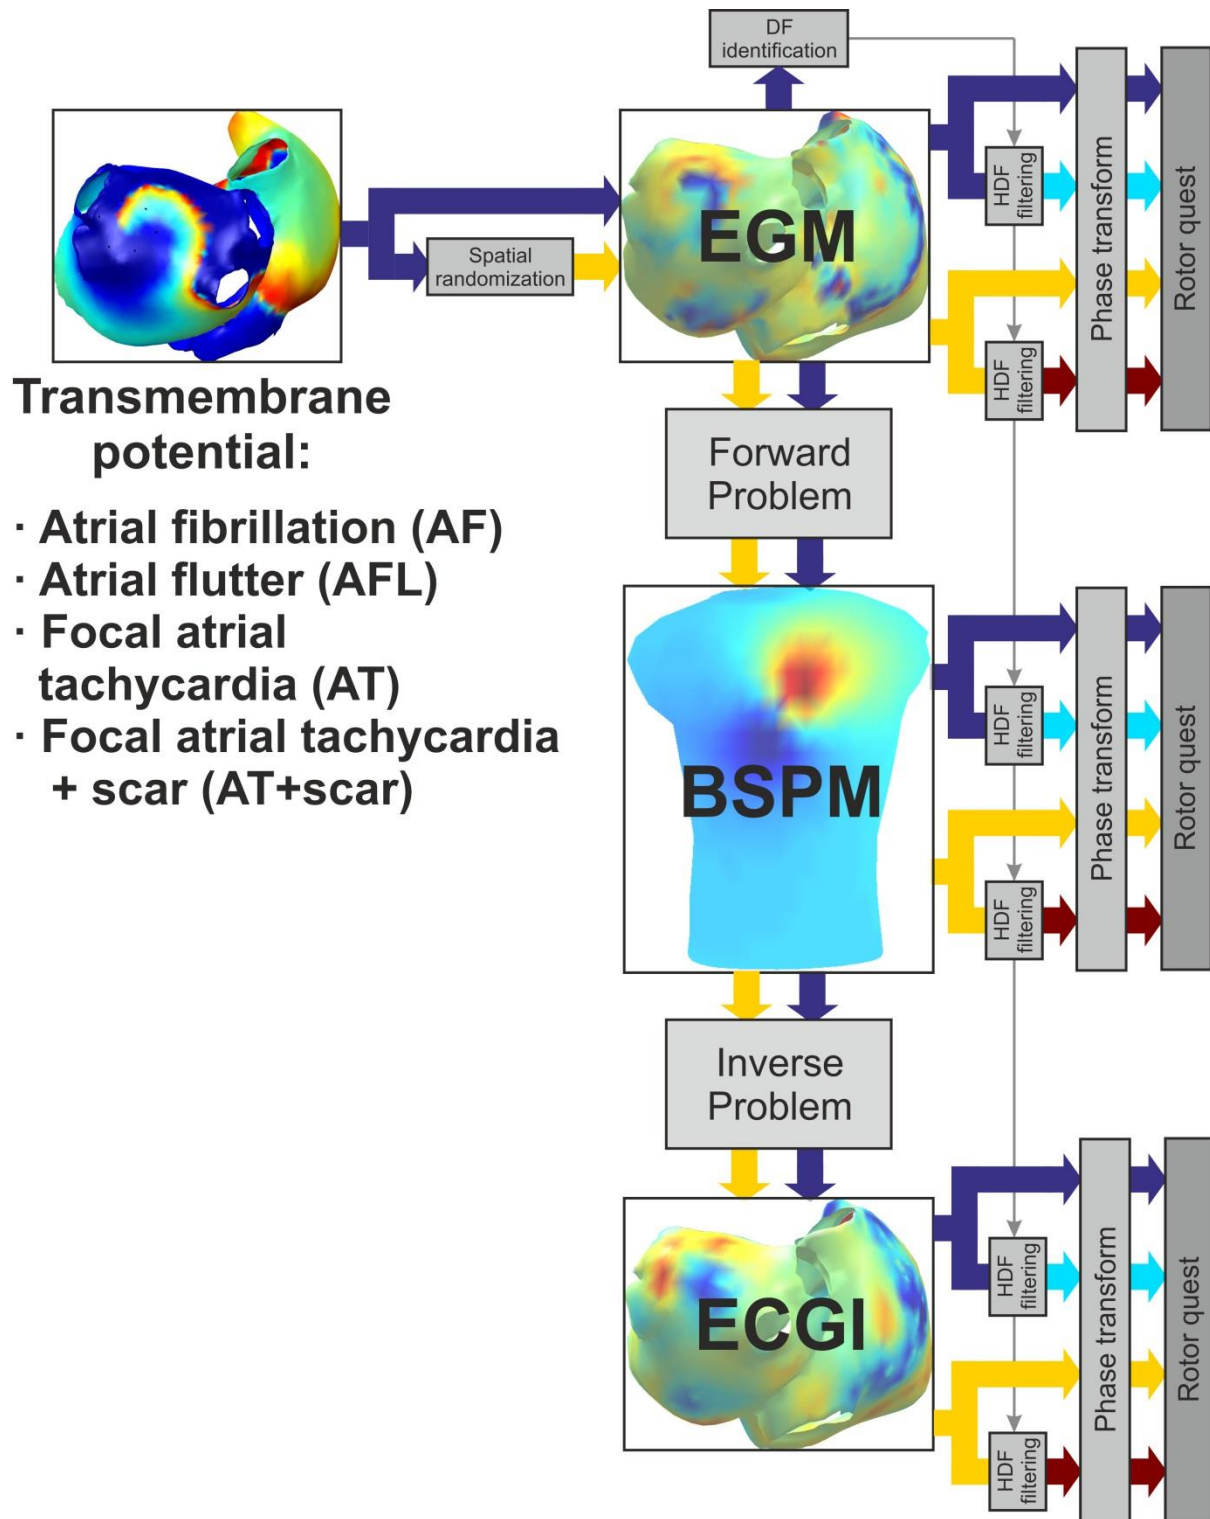 DF
identification
Spatial
randomization
EGM
HDF
filtering
HDF
filtering
Phase transform
Rotor quest
Transmembrane
potential:
· Atrial fibrillation (AF)
· Atrial flutter (AFL)
· Focal atrial
tachycardia (AT)
· Focal atrial tachycardia
+ scar (AT+scar)
Forward
Problem
BSPM
HDF
filtering
HDF
filtering
Phase transform
Rotor quest
Inverse
Problem
ECGI
HDF
filtering
HDF
filtering
Phase transform
Rotor quest